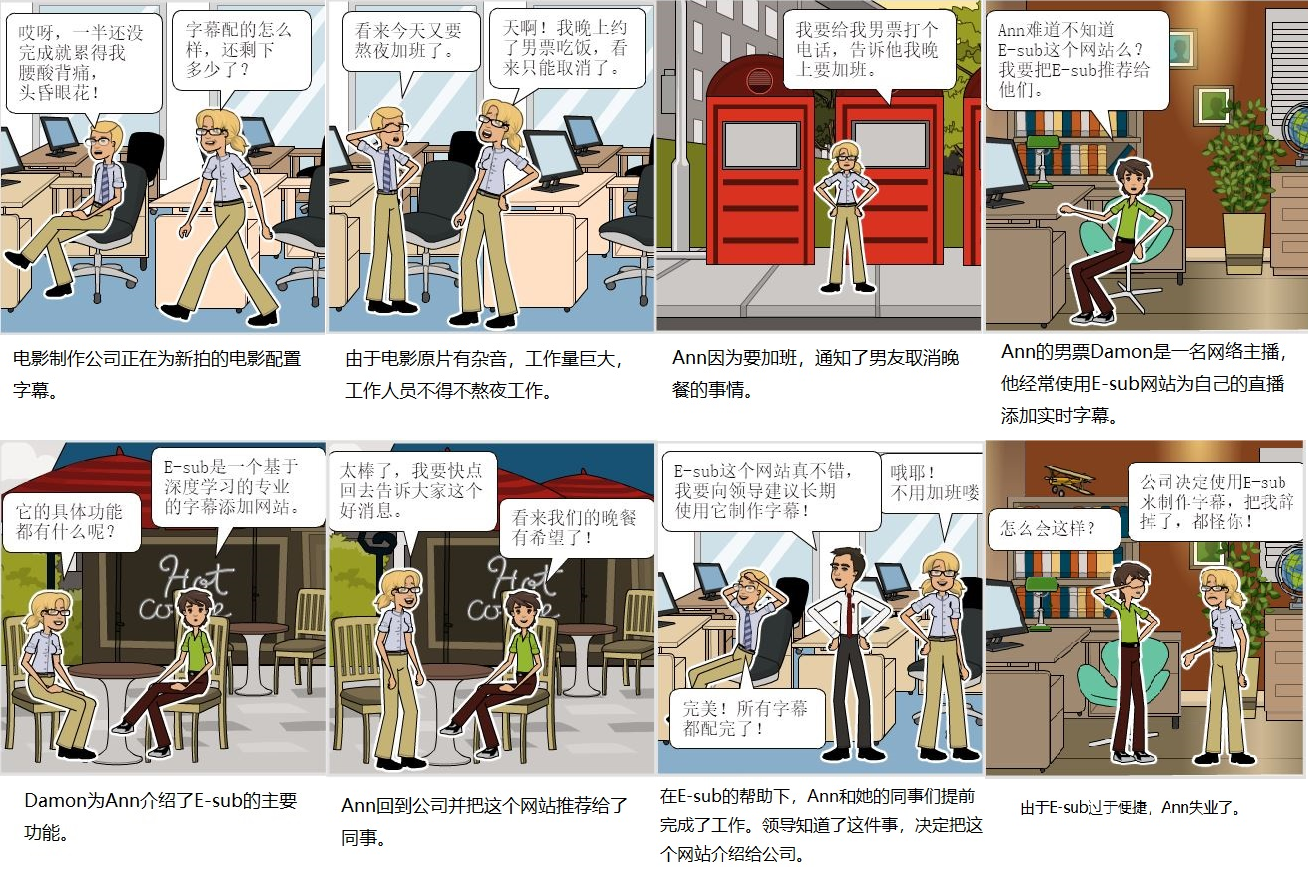 哎呀，一半还没
完成就累得我
腰酸背痛，
头昏眼花！
字幕配的怎么
样，还剩下
多少了？
电影制作公司正在为新拍的电影配置
字幕。
看来今天又要
熬夜加班了。
天啊！我晚上约
了男票吃饭，看
来只能取消了。
由于电影原片有杂音，工作量巨大，
工作人员不得不熬夜工作。
我要给我男票打个
电话，告诉他我晚
上要加班。
Ann因为要加班，通知了男友取消晚
餐的事情。
Ann难道不知道
E-sub这个网站么？
我要把E-sub推荐给
他们。
Ann的男票Damon是一名网络主播，
他经常使用E-sub网站为自己的直播
添加实时字幕。
它的具体功能
都有什么呢？
E-sub是一个基于
深度学习的专业
的字幕添加网站。
Hot
coffee
Damon为Ann介绍了E-sub的主要
功能。
太棒了，我要快点
回去告诉大家这个
好消息。
看来我们的晚餐
有希望了！
Hot
coffee
Ann回到公司并把这个网站推荐给了
同事。
E-sub这个网站真不错，
我要向领导建议长期
使用它制作字幕！
哦耶！
不用加班喽
完美！所有字幕
都配完了！
在E-sub的帮助下，Ann和她的同事们提前
完成了工作。领导知道了这件事，决定把这
个网站介绍给公司。
怎么会这样？
公司决定使用E-sub
来制作字幕，把我辞
掉了，都怪你！
由于E-sub过于便捷，Ann失业了。